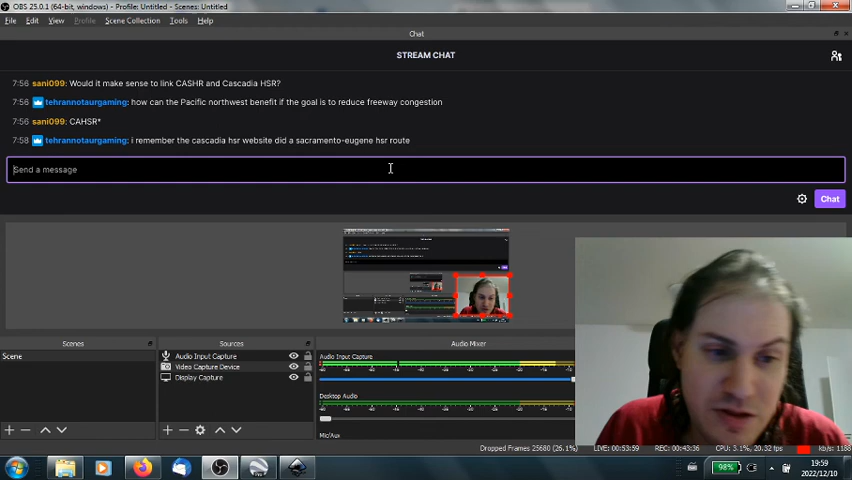 OBS 25.0.1 (64-bit, windows) - Profile: Untitled - Scenes: Untitled
File Edit View Profile Scene Collection Tools Help
Chat
STREAM CHAT
7:56 sani099: Would it make sense to link CASHR and Cascadia HSR?
7:56 tehrannotaurgaming: how can the Pacific northwest benefit if the goal is to reduce freeway congestion
7:56 sani099: CAHSR*
7:58 tehrannotaurgaming: i remember the cascadia hsr website did a sacramento-eugene hsr route
Send a message
Chat
Scenes Sources Audio Mixer
Scene
Audio Input Capture
Video Capture Device
Display Capture
Audio Input Capture
Desktop Audio
Mic/Aux
Dropped Frames 25680 (26.1%) LIVE: 00:53:59 REC: 00:43:36 CPU: 3.1%, 20.32 fps kb/s: 1188
98%
19:59
2022/12/10